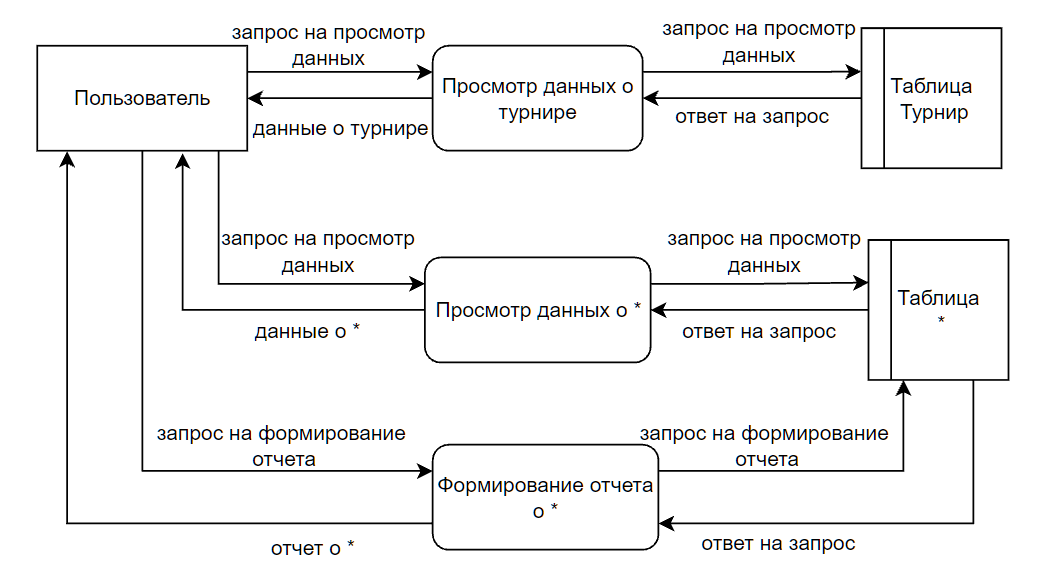 запрос на просмотр
данных
запрос на просмотр
данных
Пользователь
Просмотр данных о
турнире
Таблица
Турнир
данные о турнире
ответ на запрос
запрос на просмотр
данных
запрос на просмотр
данных
Просмотр данных о *
Таблица
*
данные о *
ответ на запрос
запрос на формирование
отчета
запрос на формирование
отчета
Формирование отчета
о *
отчет о *
ответ на запрос